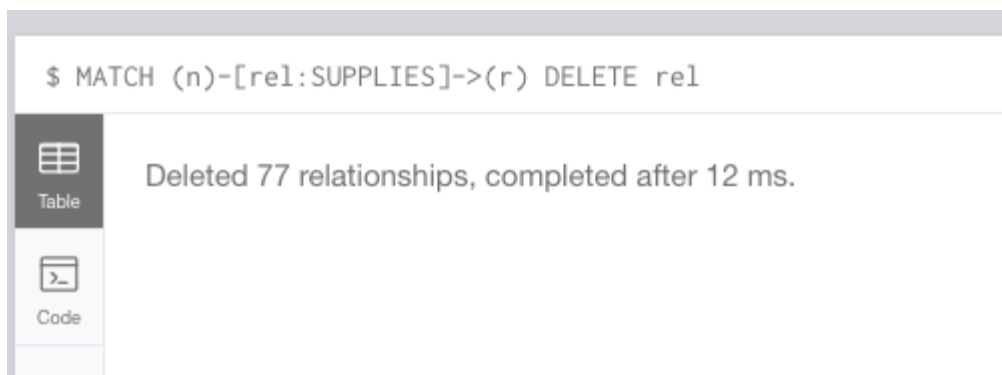 $ MATCH (n)-[rel:SUPPLIES]->(r) DELETE rel
Table
Deleted 77 relationships, completed after 12 ms.
Code